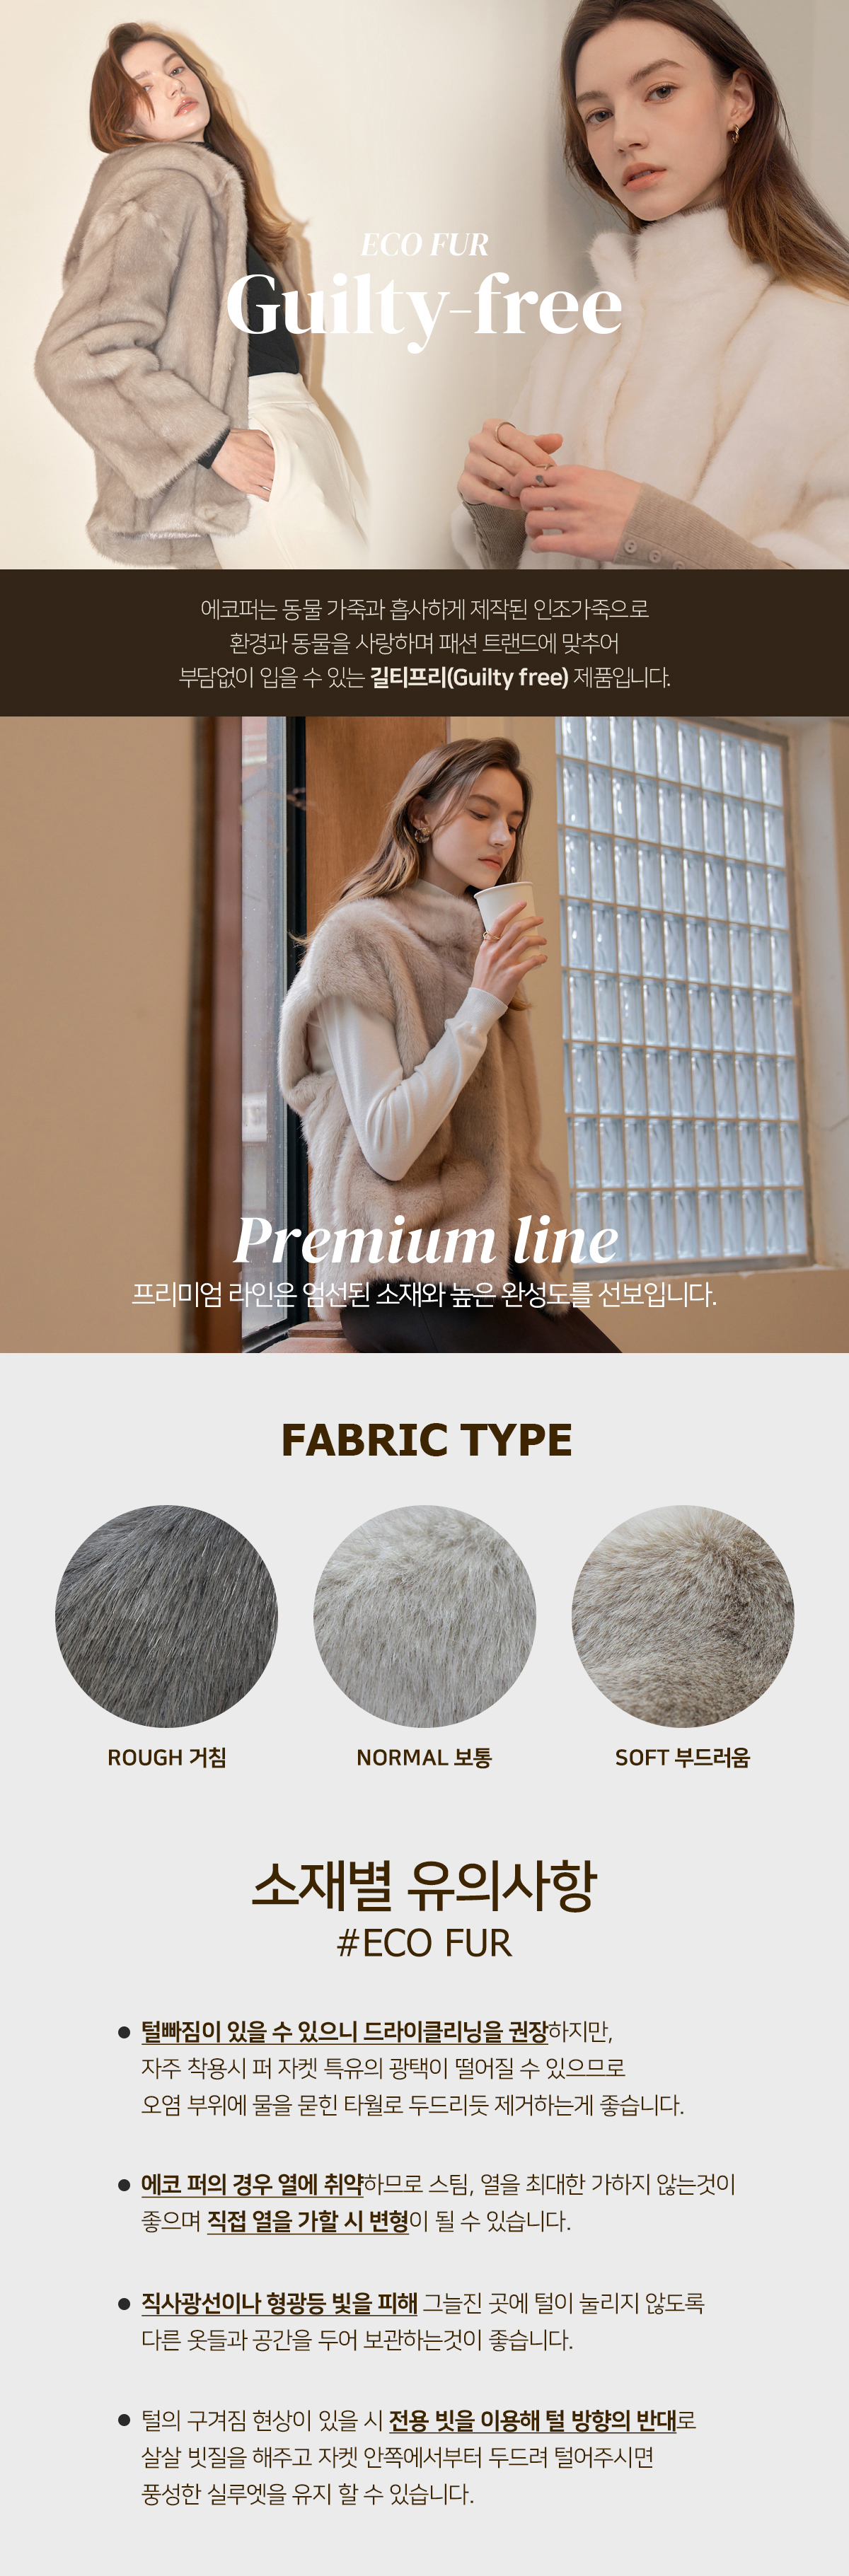 ECO FUR
Guilty-free
에코퍼는 동물 가죽과 흡사하게 제작된 인조가죽으로
환경과 동물을 사랑하며 패션 트랜드에 맞추어
부담없이 입을 수 있는 길티프리(Guilty free) 제품입니다.
Premium line
프리미엄 라인은 엄선된 소재와 높은 완성도를 선보입니다.
FABRIC TYPE
ROUGH 거침
NORMAL 보통
SOFT 부드러움
소재별 유의사항
#ECO FUR
● 털빠짐이 있을 수 있으니 드라이클리닝을 권장하지만,
자주 착용시 퍼 자켓 특유의 광택이 떨어질 수 있으므로
오염 부위에 물을 묻힌 타월로 두드리듯 제거하는게 좋습니다.
● 에코 퍼의 경우 열에 취약하므로 스팀, 열을 최대한 가하지 않는것이
좋으며 직접 열을 가할 시 변형이 될 수 있습니다.
● 직사광선이나 형광등 빛을 피해 그늘진 곳에 털이 눌리지 않도록
다른 옷들과 공간을 두어 보관하는것이 좋습니다.
● 털의 구겨짐 현상이 있을 시 전용 빗을 이용해 털 방향의 반대로
살살 빗질을 해주고 자켓 안쪽에서부터 두드려 털어주시면
풍성한 실루엣을 유지 할 수 있습니다.